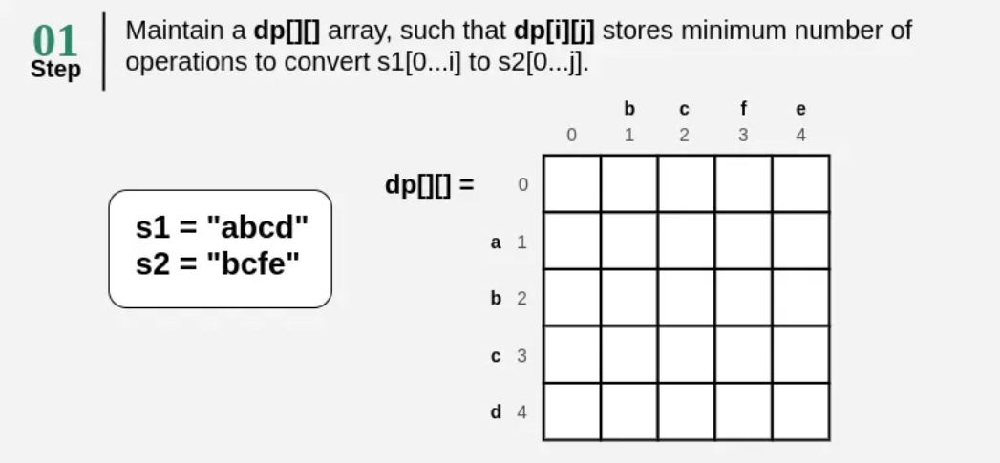 01
Step
Maintain a dp[][] array, such that dp[i][j] stores minimum number of
operations to convert s1[0...i] to s2[0...j].
b c f e
0 1 2 3 4
dp[][] = 0
s1 = "abcd"
s2 = "bcfe"
a 1
b 2
c 3
d 4